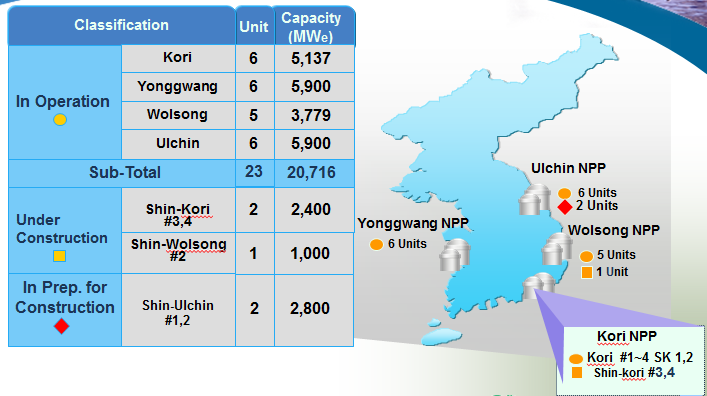 Classification Unit Capacity (MWe)
In Operation
Kori 6 5,137
Yonggwang 6 5,900
Wolsong 5 3,779
Ulchin 6 5,900
Sub-Total 23 20,716
Under Construction
Shin-Kori #3,4 2 2,400
Shin-Wolsong #2 1 1,000
In Prep. for Construction
Shin-Ulchin #1,2 2 2,800
Ulchin NPP
6 Units
2 Units
Yonggwang NPP
6 Units
Wolsong NPP
5 Units
1 Unit
Kori NPP
Kori #1~4 SK 1,2
Shin-kori #3,4